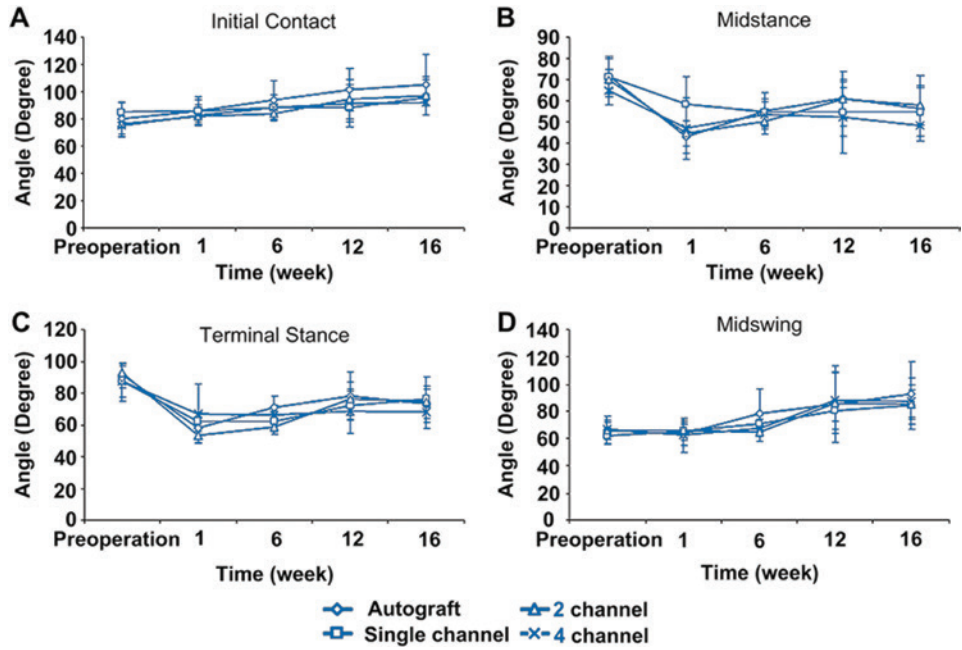 A
Initial Contact
Angle (Degree)
140
120
100
80
60
40
20
0
Preoperation 1 6 12 16
Time (week)
B
Midstance
Angle (Degree)
90
80
70
60
50
40
30
20
10
0
Preoperation 1 6 12 16
Time (week)
C
Terminal Stance
Angle (Degree)
120
100
80
60
40
20
0
Preoperation 1 6 12 16
Time (week)
D
Midswing
Angle (Degree)
140
120
100
80
60
40
20
0
Preoperation 1 6 12 16
Time (week)
Autograft 2 channel
Single channel 4 channel